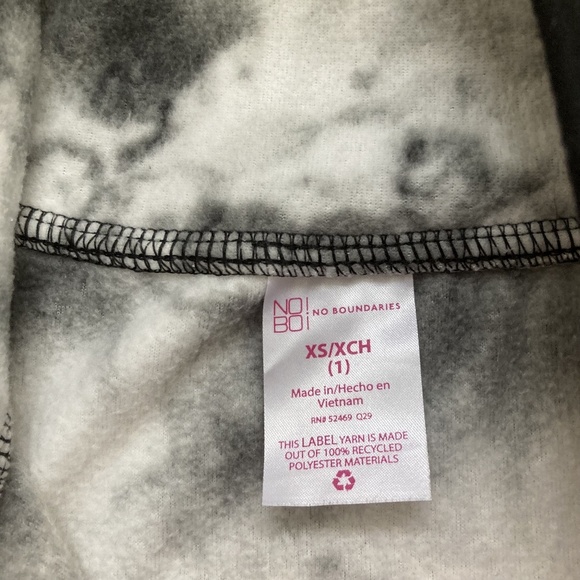 NO!
BOi
NO BOUNDARIES
XS/XCH
(1)
Made in/Hecho en
Vietnam
RN# 52469 Q29
THIS LABEL YARN IS MADE
OUT OF 100% RECYCLED
POLYESTER MATERIALS